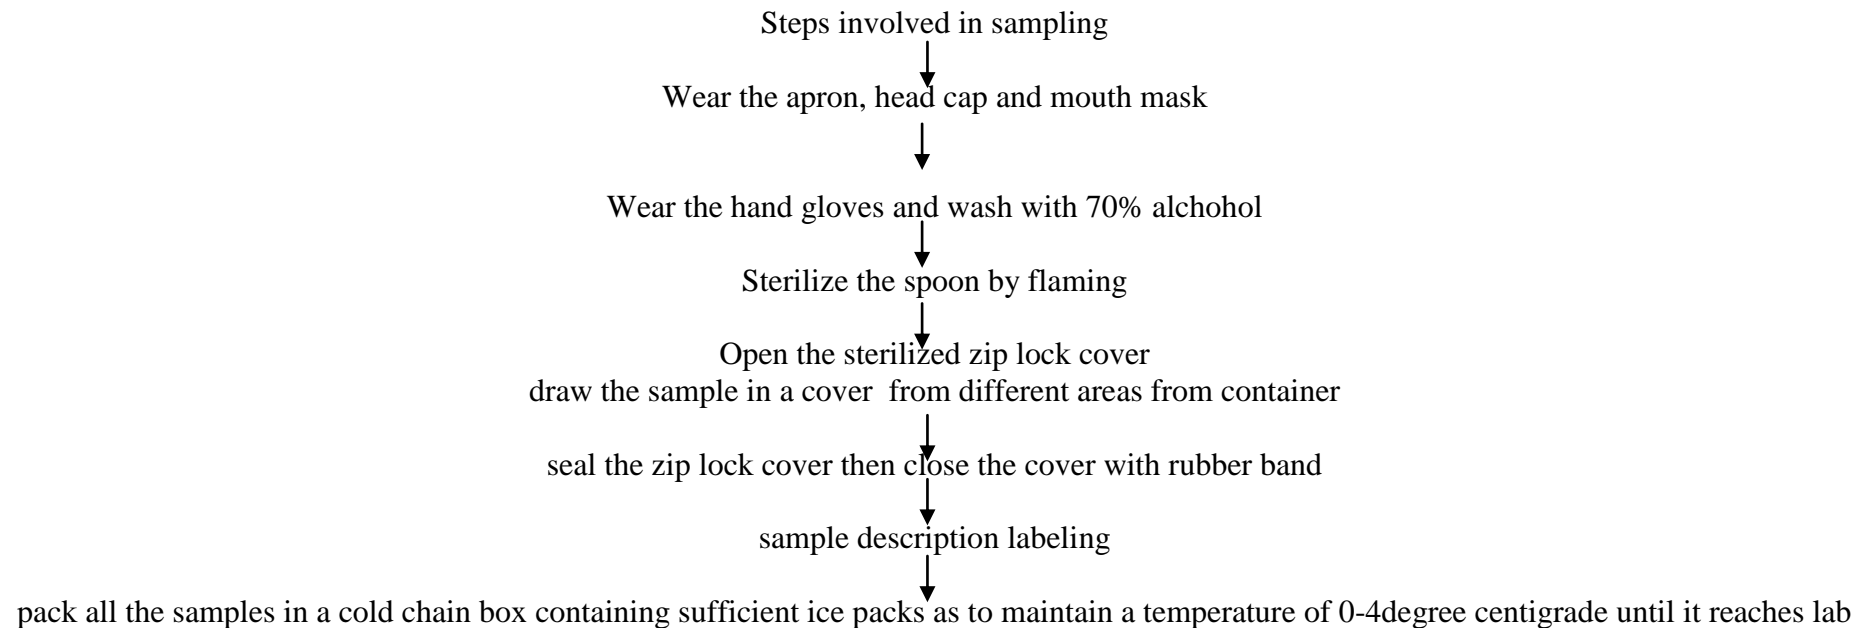 Steps involved in sampling
Wear the apron, head cap and mouth mask
Wear the hand gloves and wash with 70% alchohol
Sterilize the spoon by flaming
Open the sterilized zip lock cover
draw the sample in a cover  from different areas from container
seal the zip lock cover then close the cover with rubber band
sample description labeling
pack all the samples in a cold chain box containing sufficient ice packs as to maintain a temperature of 0-4degree centigrade until it reaches lab